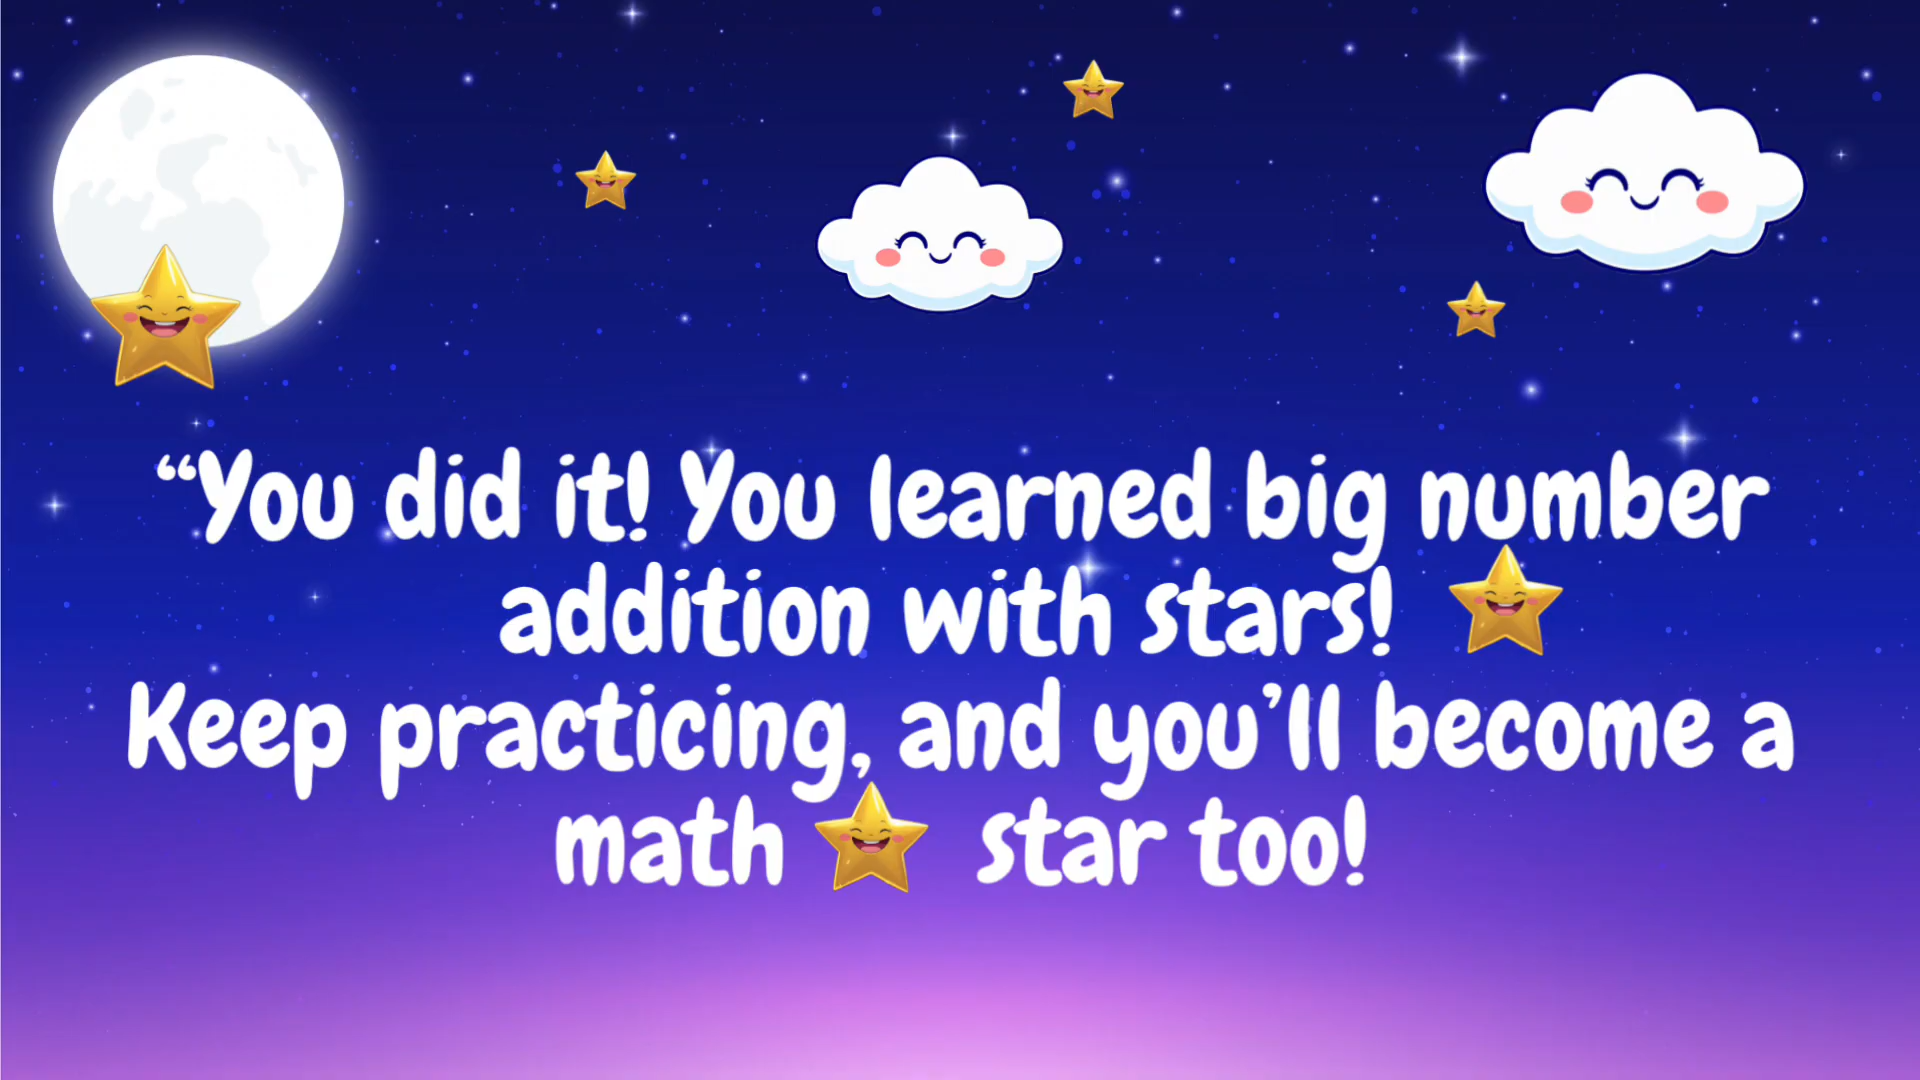 “You did it! You learned big number
addition with stars!
Keep practicing, and you’ll become a
math star too!